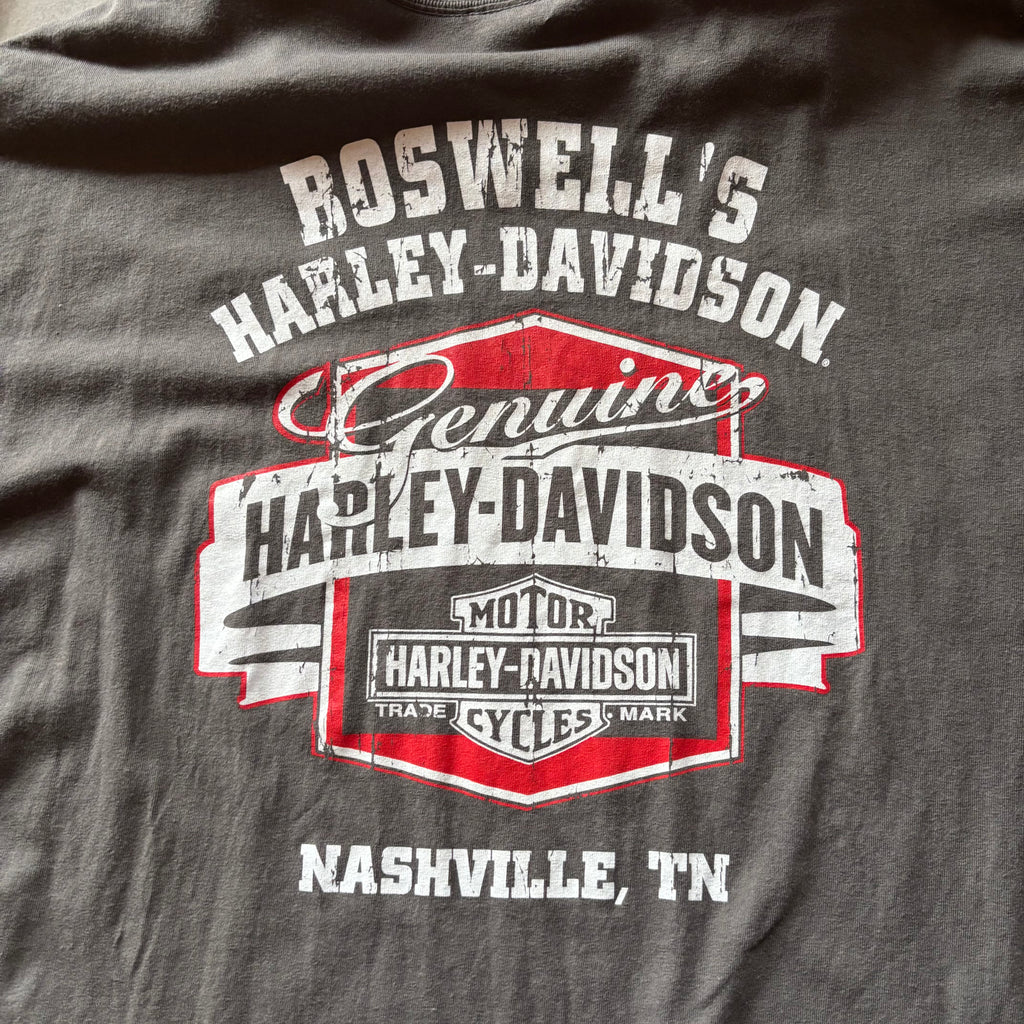 BOSWELL'S
HARLEY-DAVIDSON.
Genuine
HARLEY-DAVIDSON
MOTOR
HARLEY-DAVIDSON
TRADE MARK
CYCLES
NASHVILLE, TN